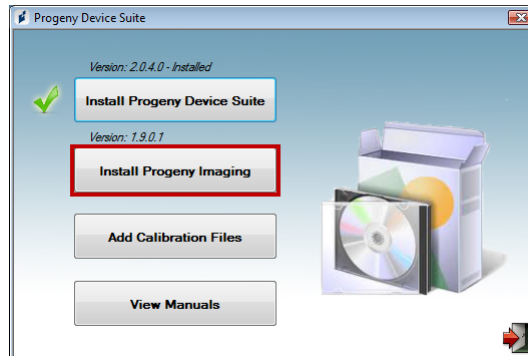 Progeny Device Suite
Version: 2.0.4.0 - Installed
Install Progeny Device Suite
Version: 1.9.0.1
Install Progeny Imaging
Add Calibration Files
View Manuals